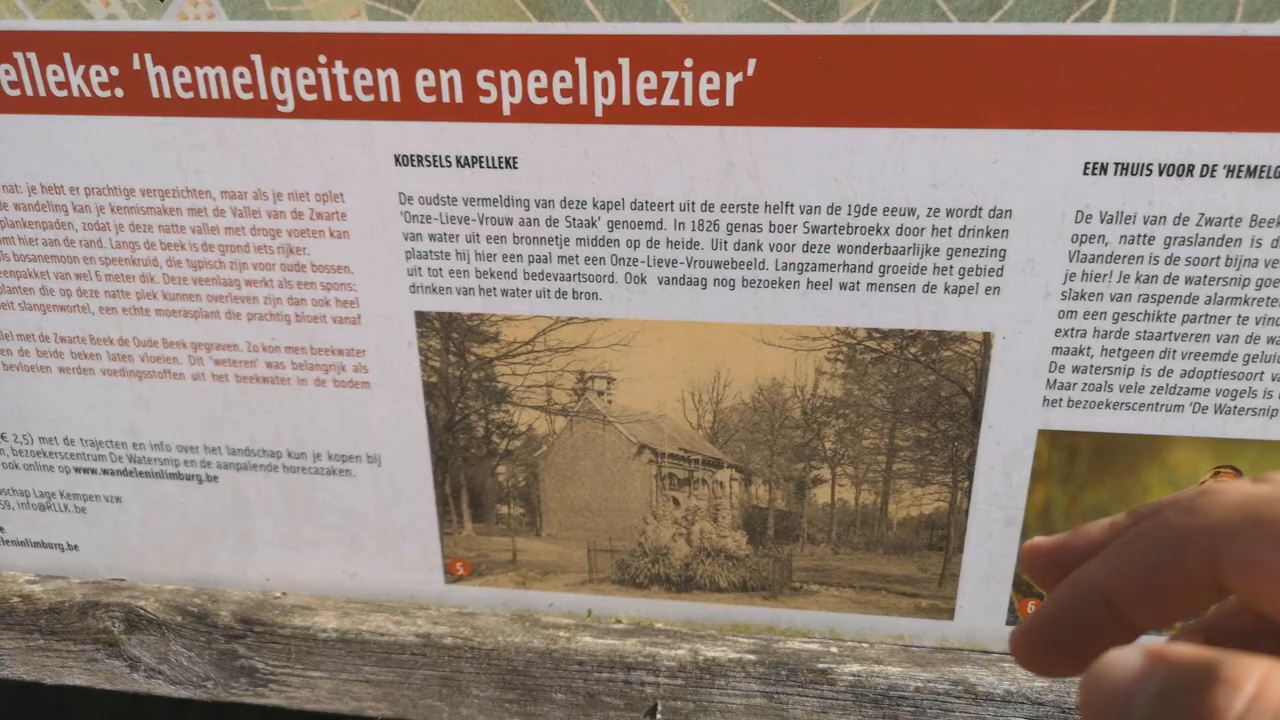 elleke: ‘hemelgeiten en speelplezier’
nat: je hebt er prachtige vergezichten, maar als je niet oplet
de wandeling kan je kennismaken met de Vallei van de Zwarte
plankenpaden, zodat je deze natte vallei met droge voeten kan
omt hier aan de rand. Langs de beek is de grond iets rijker.
ls bosanemoon en speenkruid, die typisch zijn voor oude bossen.
eenpakket van wel 6 meter dik. Deze veenlaag werkt als een spons:
planten die op deze natte plek kunnen overleven zijn dan ook heel
eit slangenwortel, een echte moerasplant die prachtig bloeit vanaf
lel met de Zwarte Beek de Oude Beek gegraven. Zo kon men beekwater
en de beide beken laten vloeien. Dit ‘weteren’ was belangrijk als
bevloeien werden voedingsstoffen uit het beekwater in de bodem
(€ 2,5) met de trajecten en info over het landschap kun je kopen bij
n, bezoekerscentrum De Watersnip en de aanpalende horecazaken.
ook online op www.wandeleninlimburg.be
schap Lage Kempen vzw
59, info@RLLK.be
e
leninlimburg.be
KOERSELS KAPELLEKE
De oudste vermelding van deze kapel dateert uit de eerste helft van de 19de eeuw, ze wordt dan
‘Onze-Lieve-Vrouw aan de Staak’ genoemd. In 1826 genas boer Swartebroekx door het drinken
van water uit een bronnetje midden op de heide. Uit dank voor deze wonderbaarlijke genezing
plaatste hij hier een paal met een Onze-Lieve-Vrouwebeeld. Langzamerhand groeide het gebied
uit tot een bekend bedevaartsoord. Ook vandaag nog bezoeken heel wat mensen de kapel en
drinken van het water uit de bron.
5
EEN THUIS VOOR DE ‘HEMELG
De Vallei van de Zwarte Beek
open, natte graslanden is d
Vlaanderen is de soort bijna ve
je hier! Je kan de watersnip goe
slaken van raspende alarmkrete
om een geschikte partner te vind
extra harde staartveren van de wa
maakt, hetgeen dit vreemde geluid
De watersnip is de adoptiesoort va
Maar zoals vele zeldzame vogels is
het bezoekerscentrum ‘De Watersnip
6